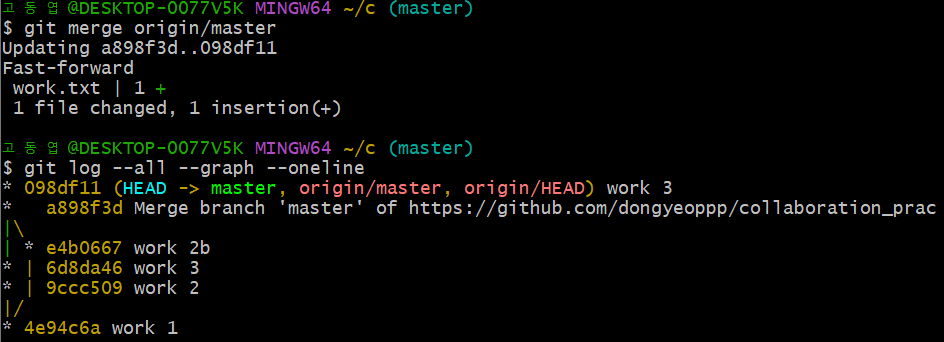 고동엽@DESKTOP-0077V5K MINGW64 ~/c (master)
$ git merge origin/master
Updating a898f3d..098df11
Fast-forward
 work.txt | 1 +
 1 file changed, 1 insertion(+)
고동엽@DESKTOP-0077V5K MINGW64 ~/c (master)
$ git log --all --graph --oneline
* 098df11 (HEAD -> master, origin/master, origin/HEAD) work 3
*   a898f3d Merge branch 'master' of https://github.com/dongyeoppp/collaboration_prac
|\
| * e4b0667 work 2b
* | 6d8da46 work 3
* | 9ccc509 work 2
|/
* 4e94c6a work 1